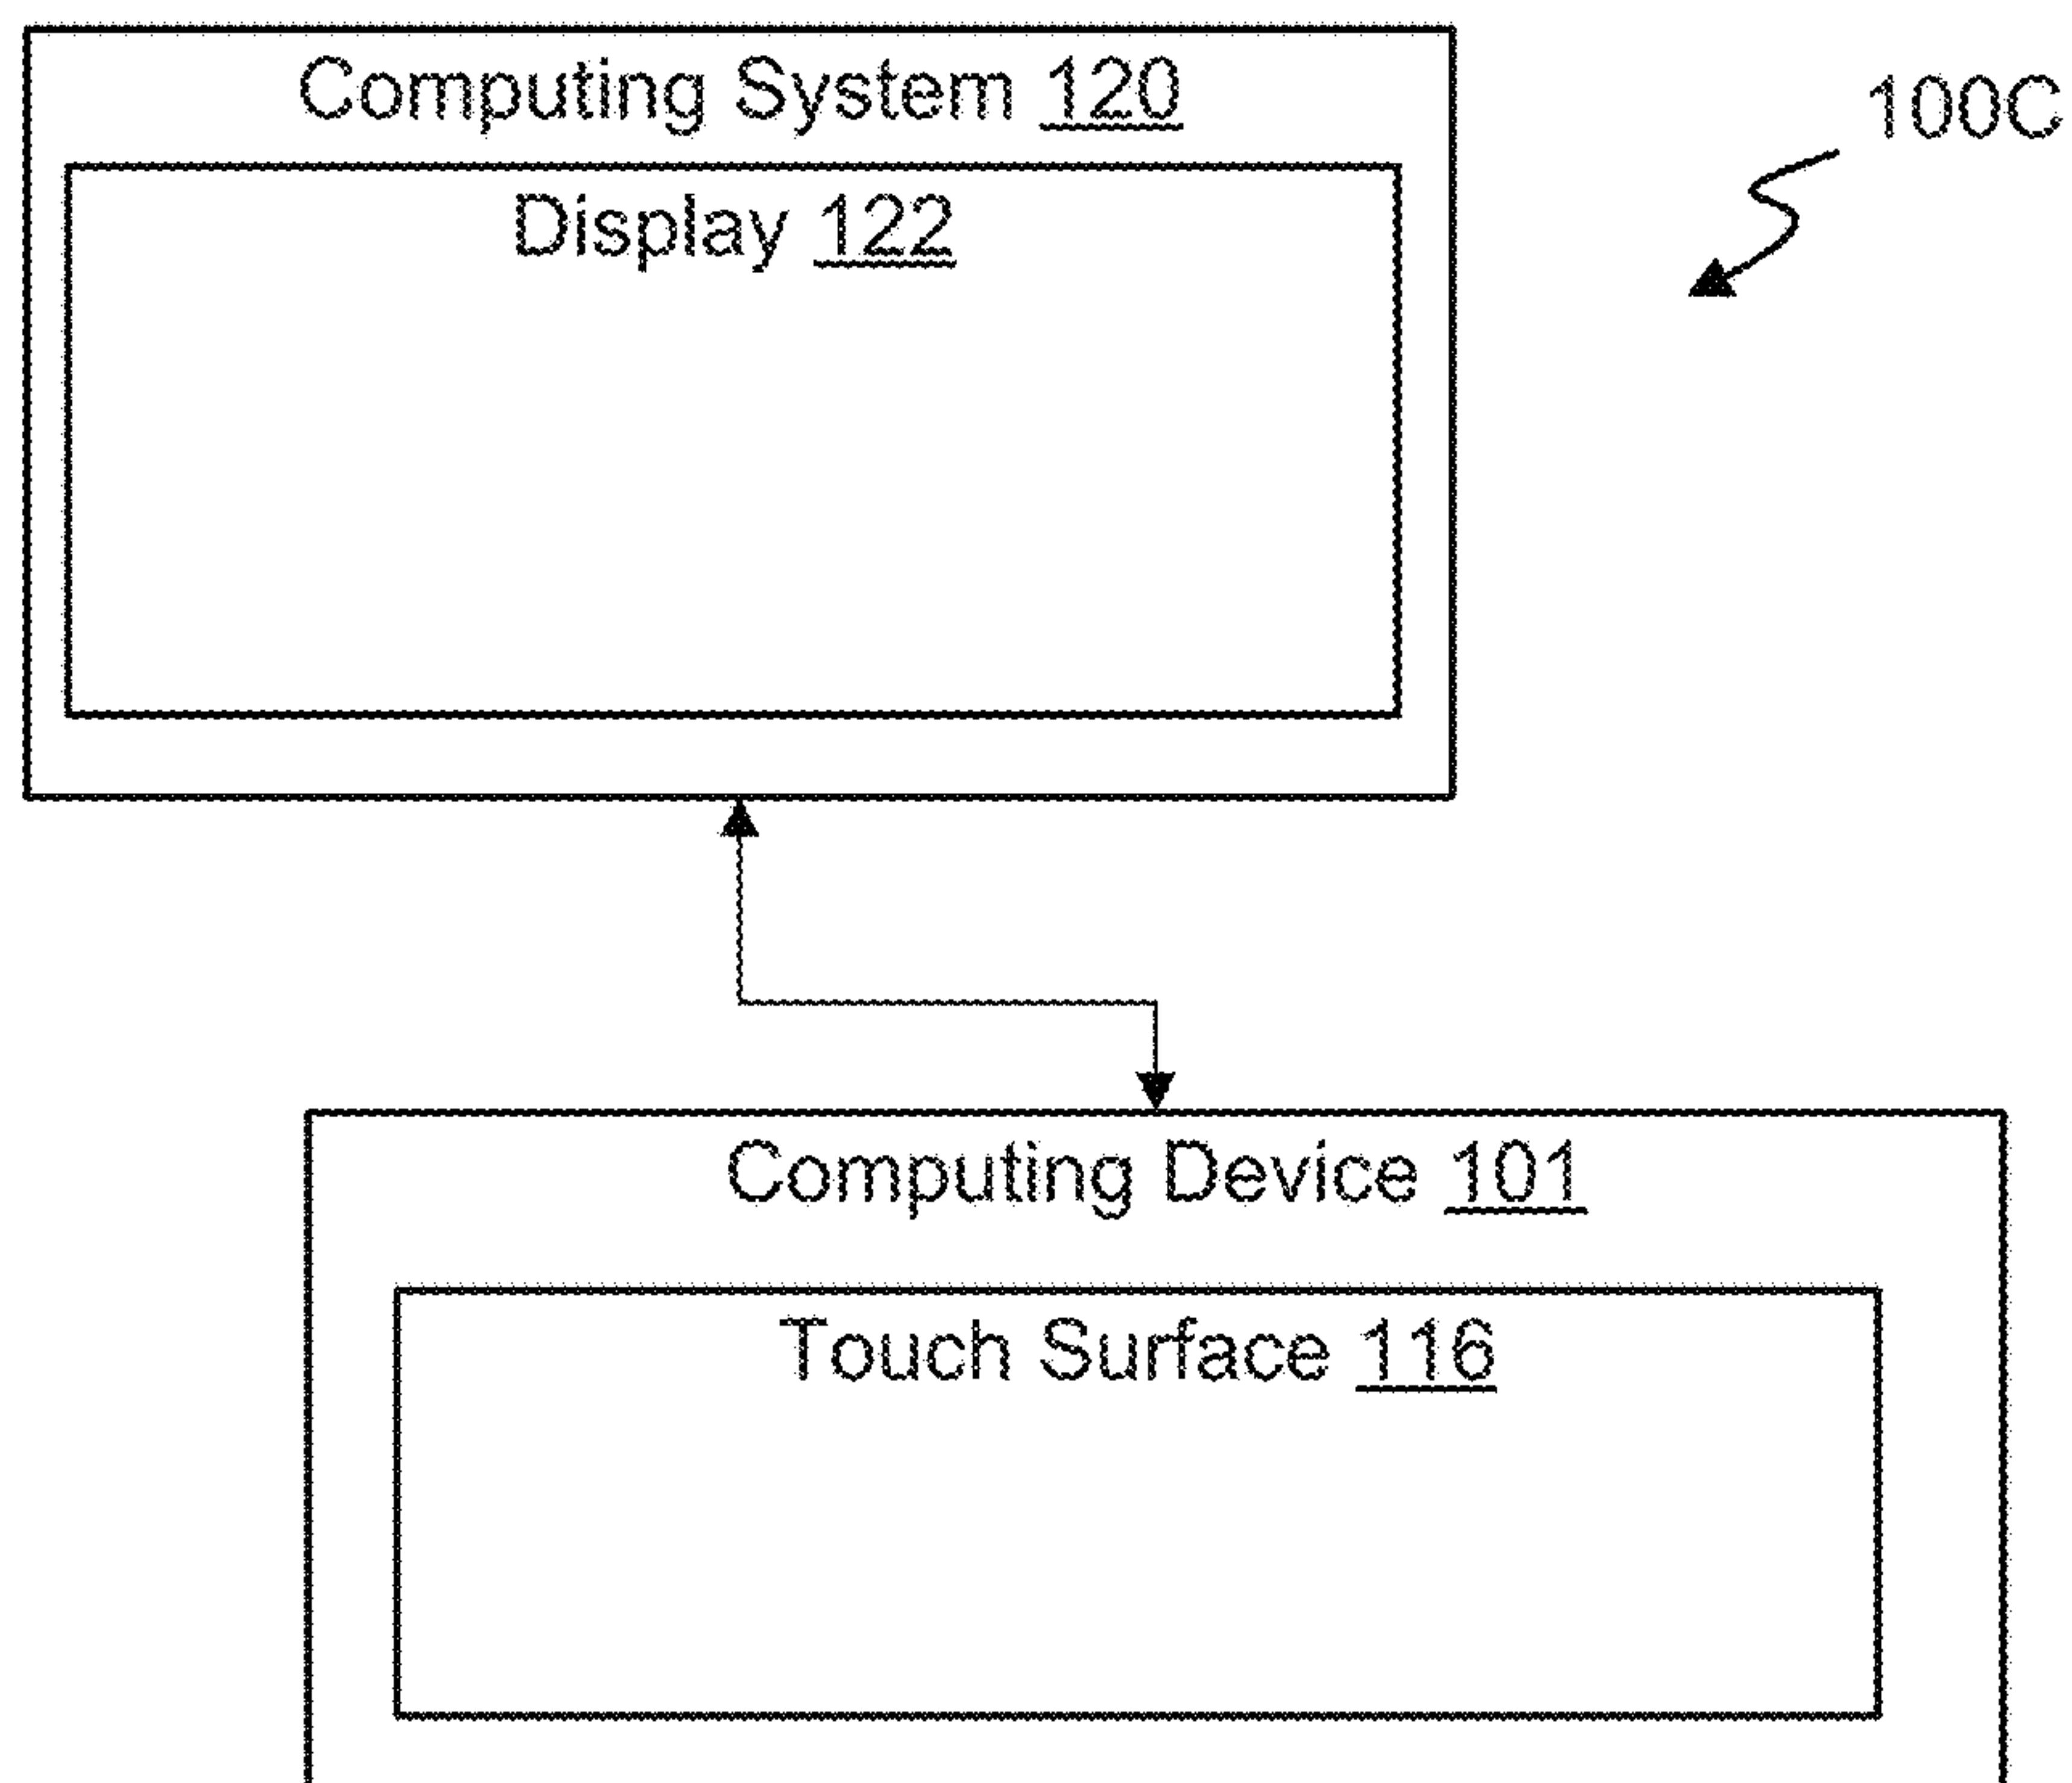 Computing System 120
100C
Display 122
Computing Device 101
Touch Surface 116